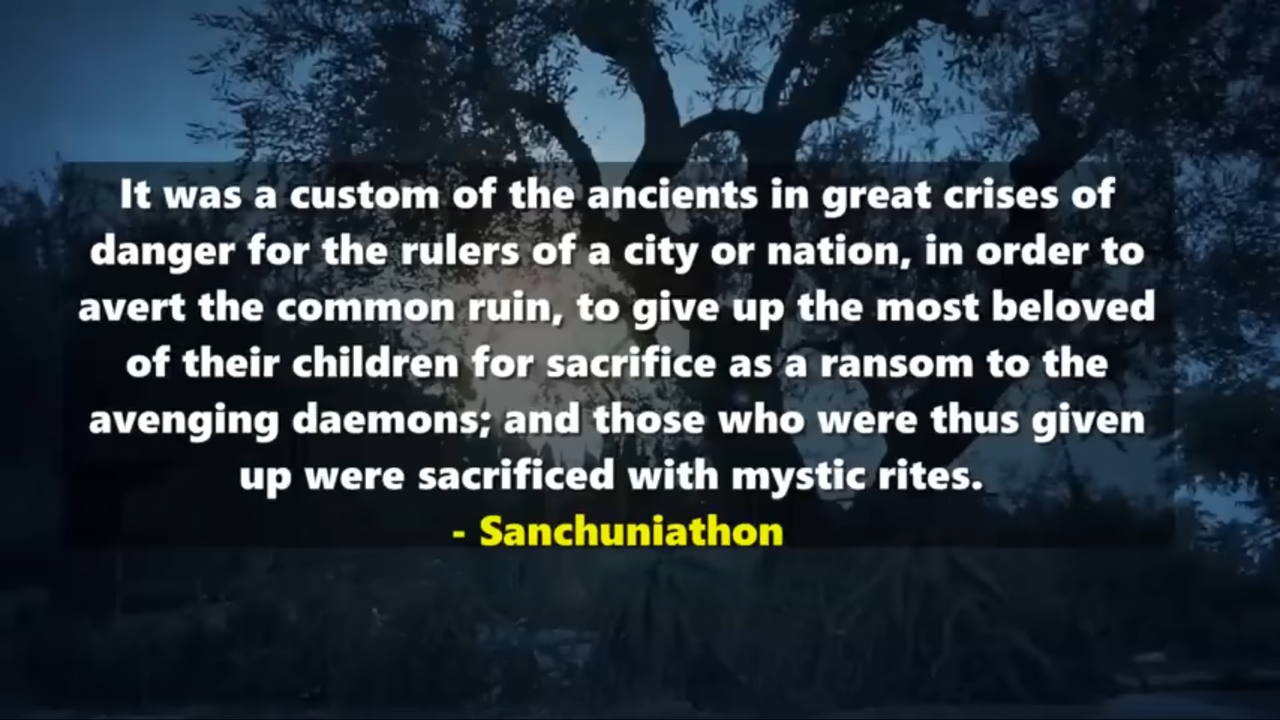 It was a custom of the ancients in great crises of
danger for the rulers of a city or nation, in order to
avert the common ruin, to give up the most beloved
of their children for sacrifice as a ransom to the
avenging daemons; and those who were thus given
up were sacrificed with mystic rites.
- Sanchuniathon